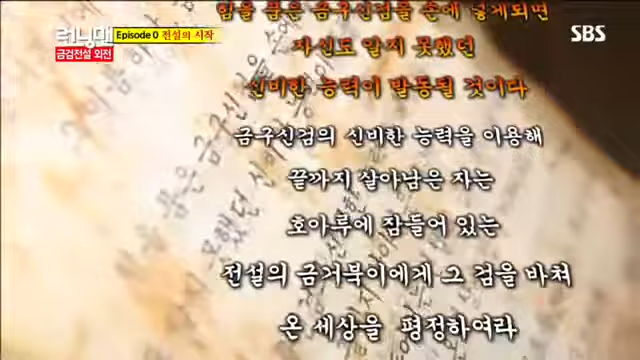 런닝맨
금검전설 외전
Episode 0 전설의 시작
SBS
힘을 품은 금구신검을 손에 넣게되면
자신도 알지 못했던
신비한 능력이 발동될 것이다
금구신검의 신비한 능력을 이용해
끝까지 살아남은 자는
호아루에 잠들어 있는
전설의 금거북이에게 그 검을 바쳐
온 세상을 평정하여라